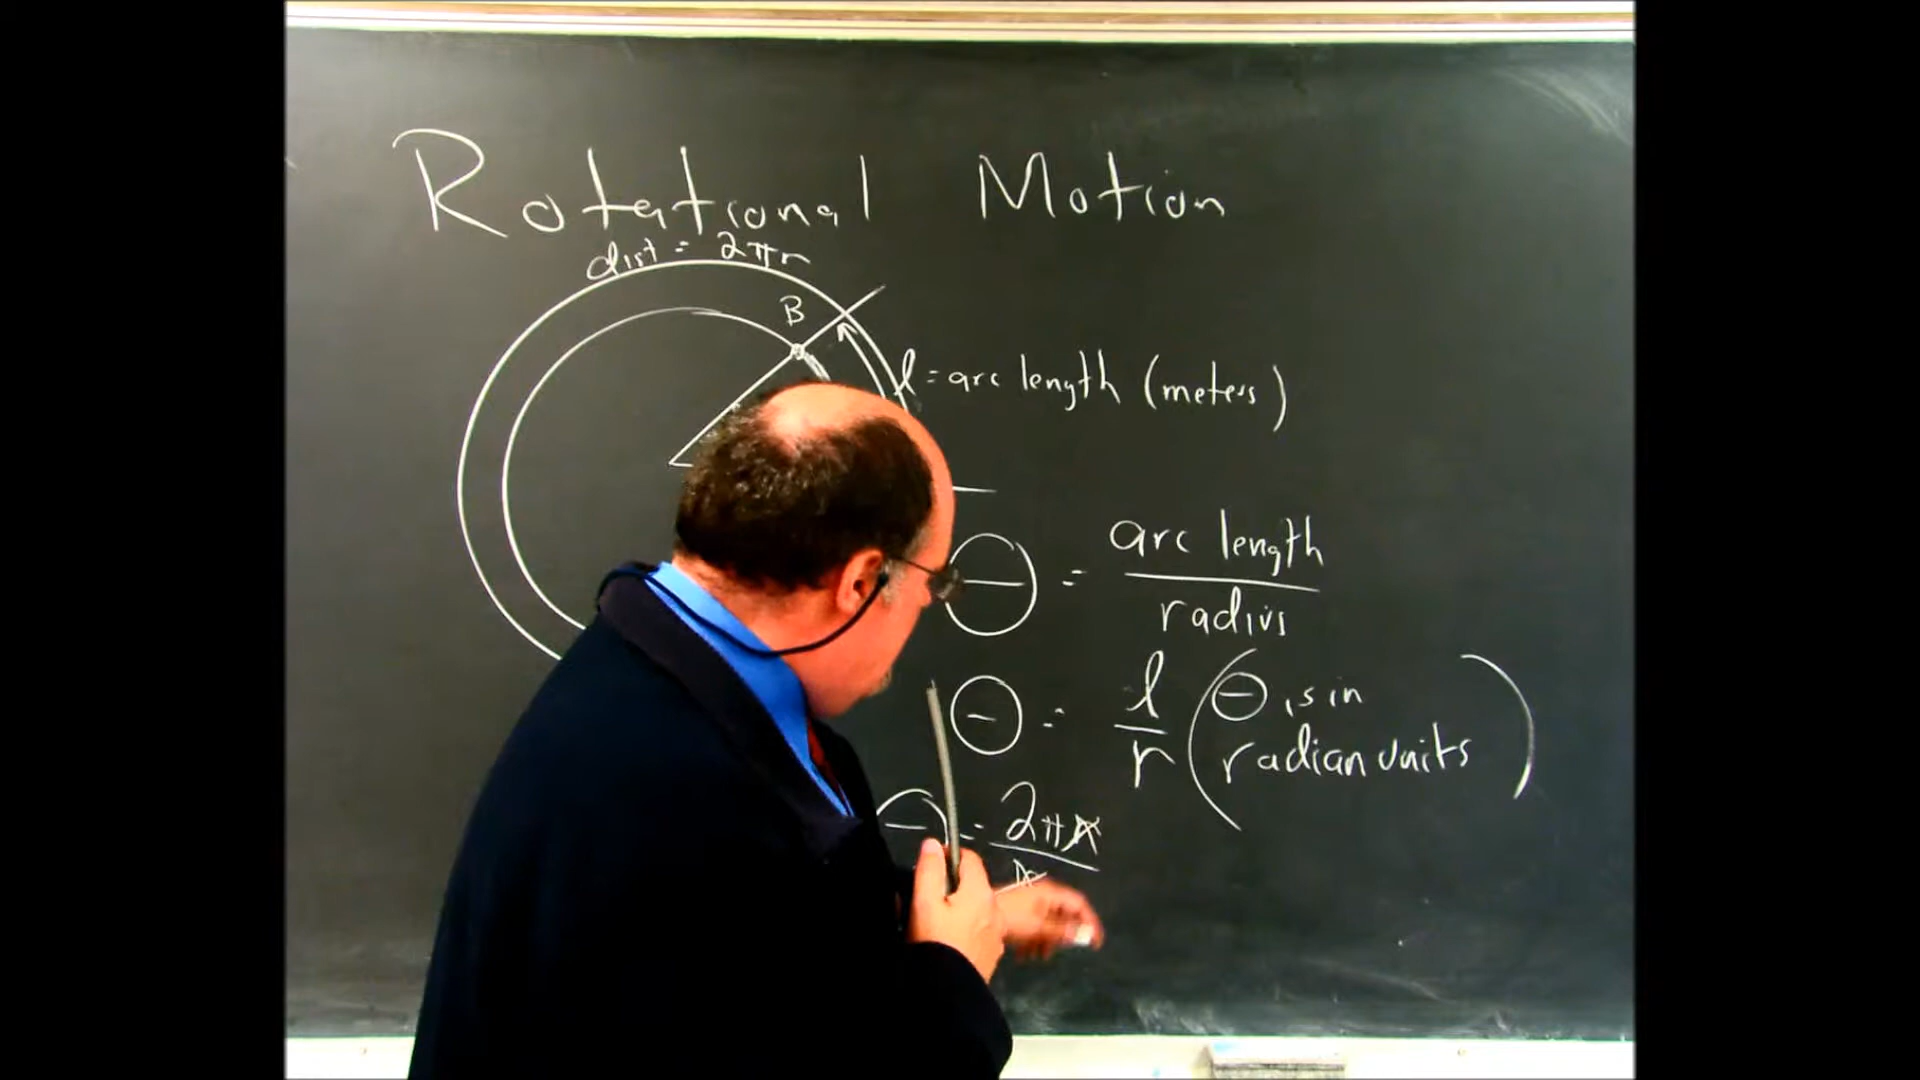 Rotational Motion
dist = 2πr
B
l = arc length (meters)
Θ = arc length
radius
Θ = l
r
(Θ is in
radian units)
Θ = 2πr
r